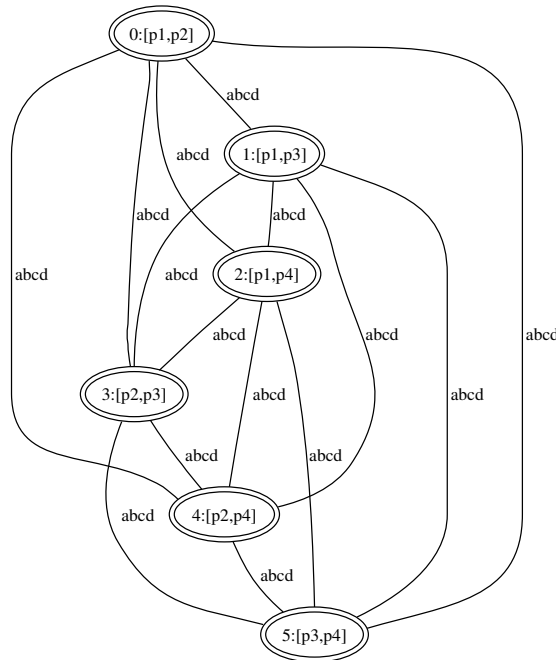 0:[p1,p2]
abcd
1:[p1,p3]
abcd
abcd
abcd
abcd
2:[p1,p4]
abcd
abcd
abcd
abcd
3:[p2,p3]
abcd
abcd
abcd
abcd
4:[p2,p4]
abcd
abcd
5:[p3,p4]